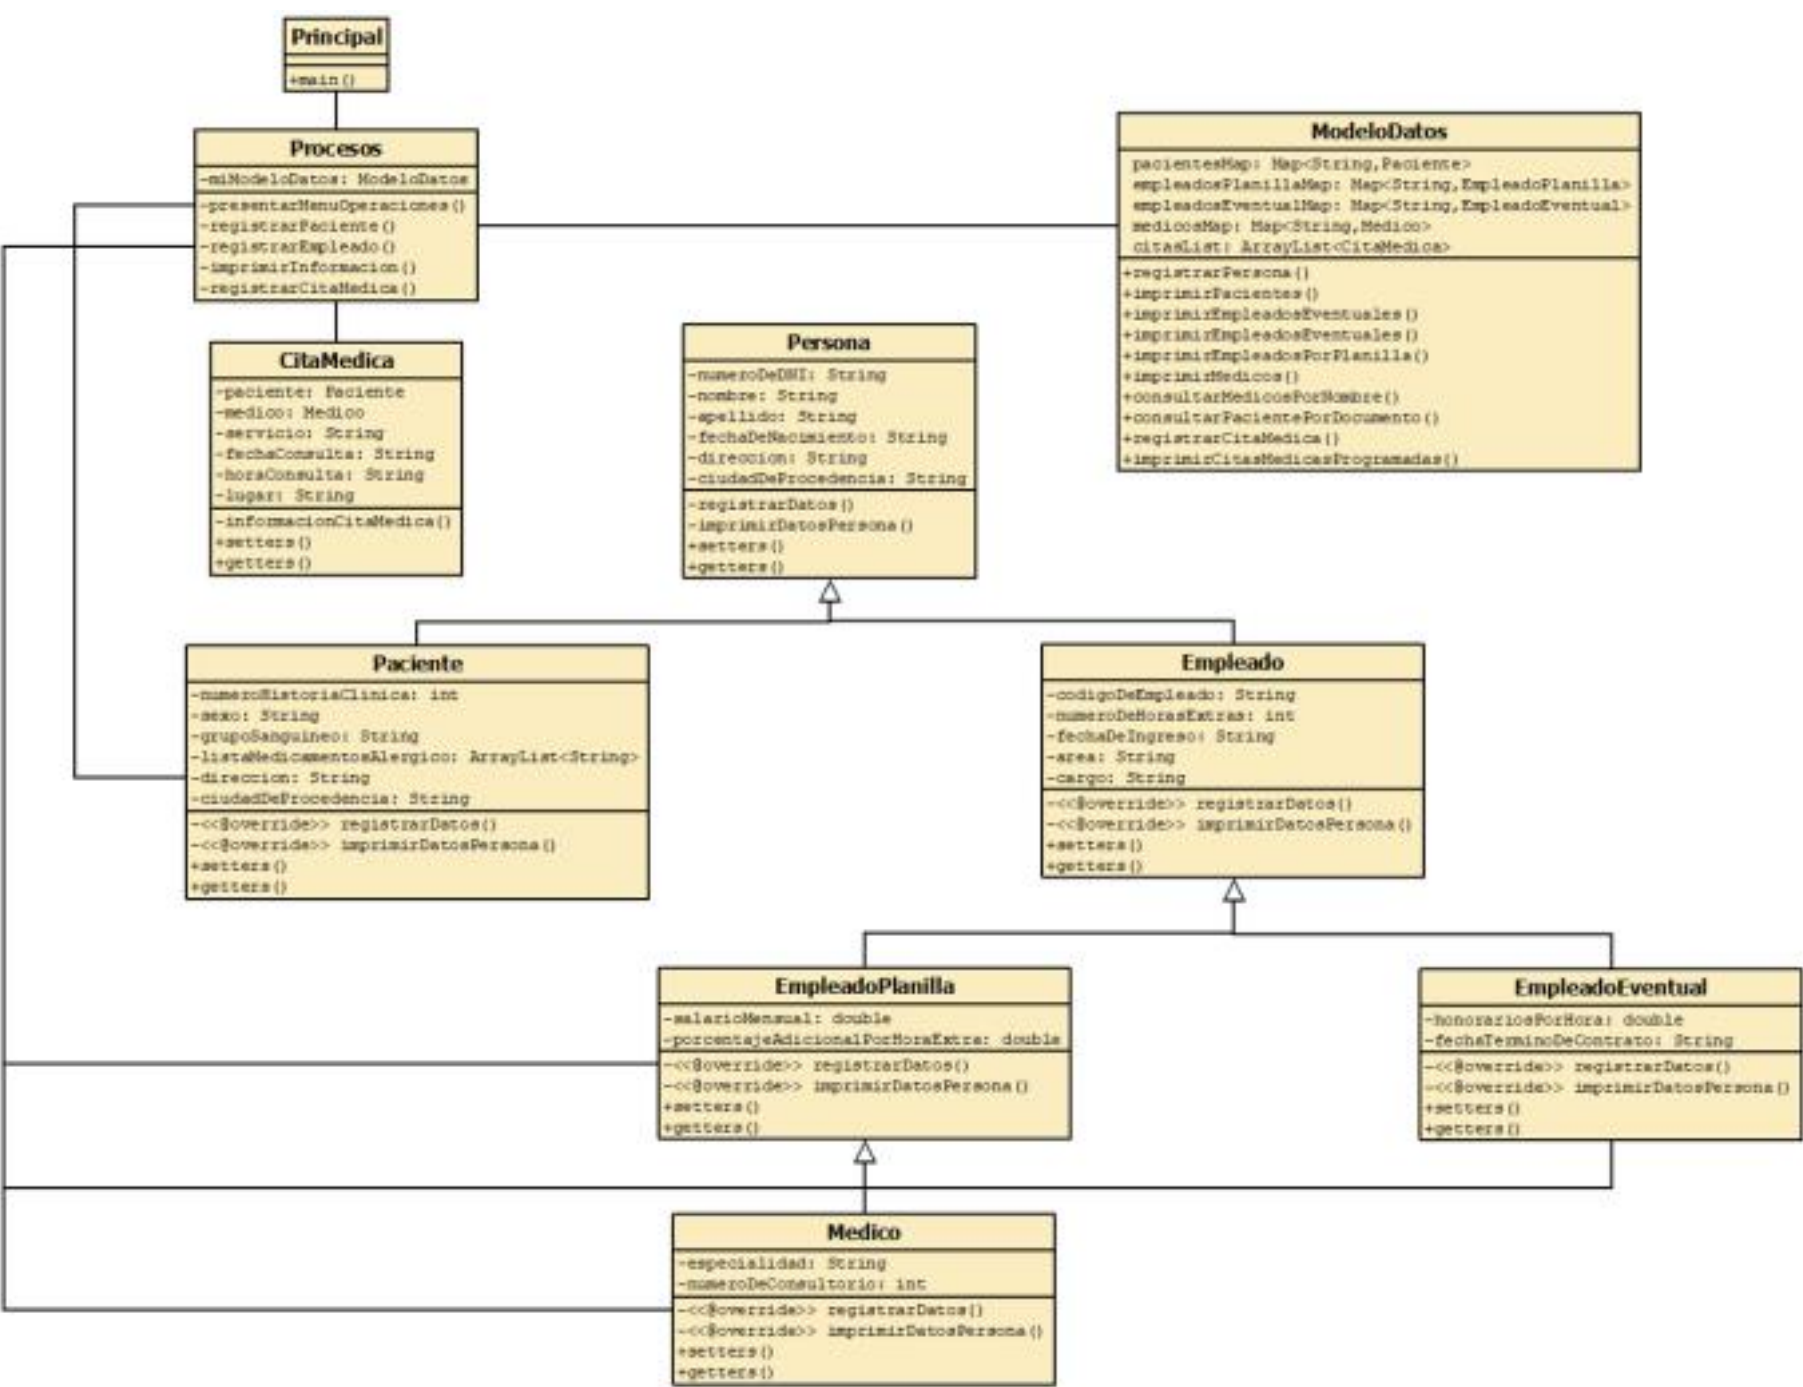 Principal
+main()
Procesos
-miModeloDatos: ModeloDatos
-presentarMenuOperaciones()
-registrarPaciente()
-registrarEmpleado()
-imprimirInformacion()
-registrarCitaMedica()
ModeloDatos
pacientesMap: Map<String,Paciente>
empleadosPlanillaMap: Map<String,EmpleadoPlanilla>
empleadosEventualMap: Map<String,EmpleadoEventual>
medicosMap: Map<String,Medico>
citasList: ArrayList<CitaMedica>
+registrarPersona()
+imprimirPacientes()
+imprimirEmpleadosEventuales()
+imprimirEmpleadosEventuales()
+imprimirEmpleadosPorPlanilla()
+imprimirMedicos()
+consultarMedicosPorNombre()
+consultarPacientePorDocumento()
+registrarCitaMedica()
+imprimirCitasMedicasProgramadas()
CitaMedica
-paciente: Paciente
-medico: Medico
-servicio: String
-fechaConsulta: String
-horaConsulta: String
-lugar: String
-informacionCitaMedica()
+setters()
+getters()
Persona
-numeroDeDNI: String
-nombre: String
-apellido: String
-fechaDeNacimiento: String
-direccion: String
-ciudadDeProcedencia: String
-registrarDatos()
-imprimirDatosPersona()
+setters()
+getters()
Paciente
-numeroHistoriaClinica: int
-sexo: String
-grupoSanguineo: String
-listaMedicamentosAlergico: ArrayList<String>
-direccion: String
-ciudadDeProcedencia: String
-<<@override>> registrarDatos()
-<<@override>> imprimirDatosPersona()
+setters()
+getters()
Empleado
-codigoDeEmpleado: String
-numeroDeHorasExtras: int
-fechaDeIngreso: String
-area: String
-cargo: String
-<<@override>> registrarDatos()
-<<@override>> imprimirDatosPersona()
+setters()
+getters()
EmpleadoPlanilla
-salarioMensual: double
-porcentajeAdicionalPorHoraExtra: double
-<<@override>> registrarDatos()
-<<@override>> imprimirDatosPersona()
+setters()
+getters()
EmpleadoEventual
-honorariosPorHora: double
-fechaTerminoDeContrato: String
-<<@override>> registrarDatos()
-<<@override>> imprimirDatosPersona()
+setters()
+getters()
Medico
-especialidad: String
-numeroDeConsultorio: int
-<<@override>> registrarDatos()
-<<@override>> imprimirDatosPersona()
+setters()
+getters()